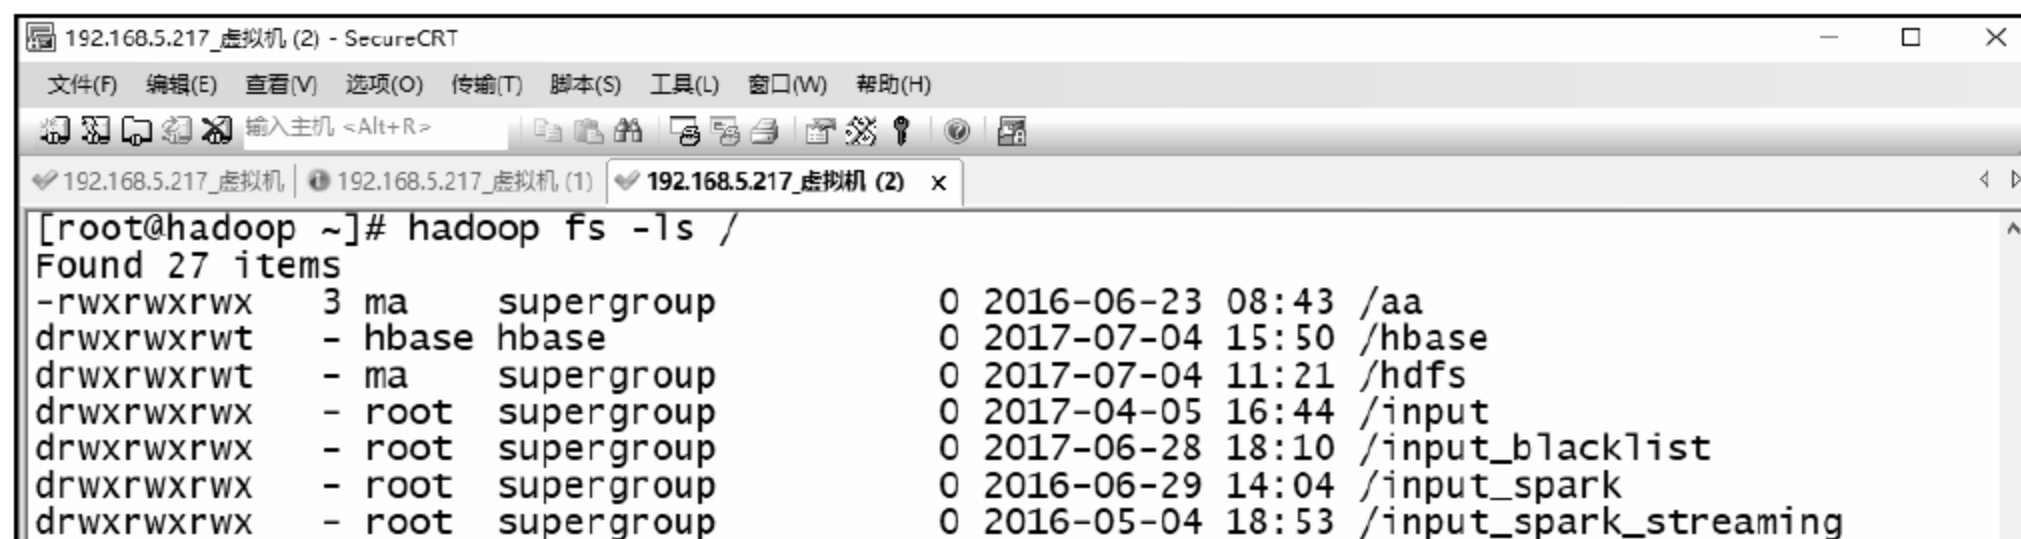 192.168.5.217_虚拟机 (2) - SecureCRT
文件(F) 编辑(E) 查看(V) 选项(O) 传输(T) 脚本(S) 工具(L) 窗口(W) 帮助(H)
输入主机 <Alt+R>
192.168.5.217_虚拟机 192.168.5.217_虚拟机 (1) 192.168.5.217_虚拟机 (2) x
[root@hadoop ~]# hadoop fs -ls /
Found 27 items
-rwxrwxrwx 3 ma supergroup 0 2016-06-23 08:43 /aa
drwxrwxrwt - hbase hbase 0 2017-07-04 15:50 /hbase
drwxrwxrwt - ma supergroup 0 2017-07-04 11:21 /hdfs
drwxrwxrwx - root supergroup 0 2017-04-05 16:44 /input
drwxrwxrwx - root supergroup 0 2017-06-28 18:10 /input_blacklist
drwxrwxrwx - root supergroup 0 2016-06-29 14:04 /input_spark
drwxrwxrwx - root supergroup 0 2016-05-04 18:53 /input_spark_streaming